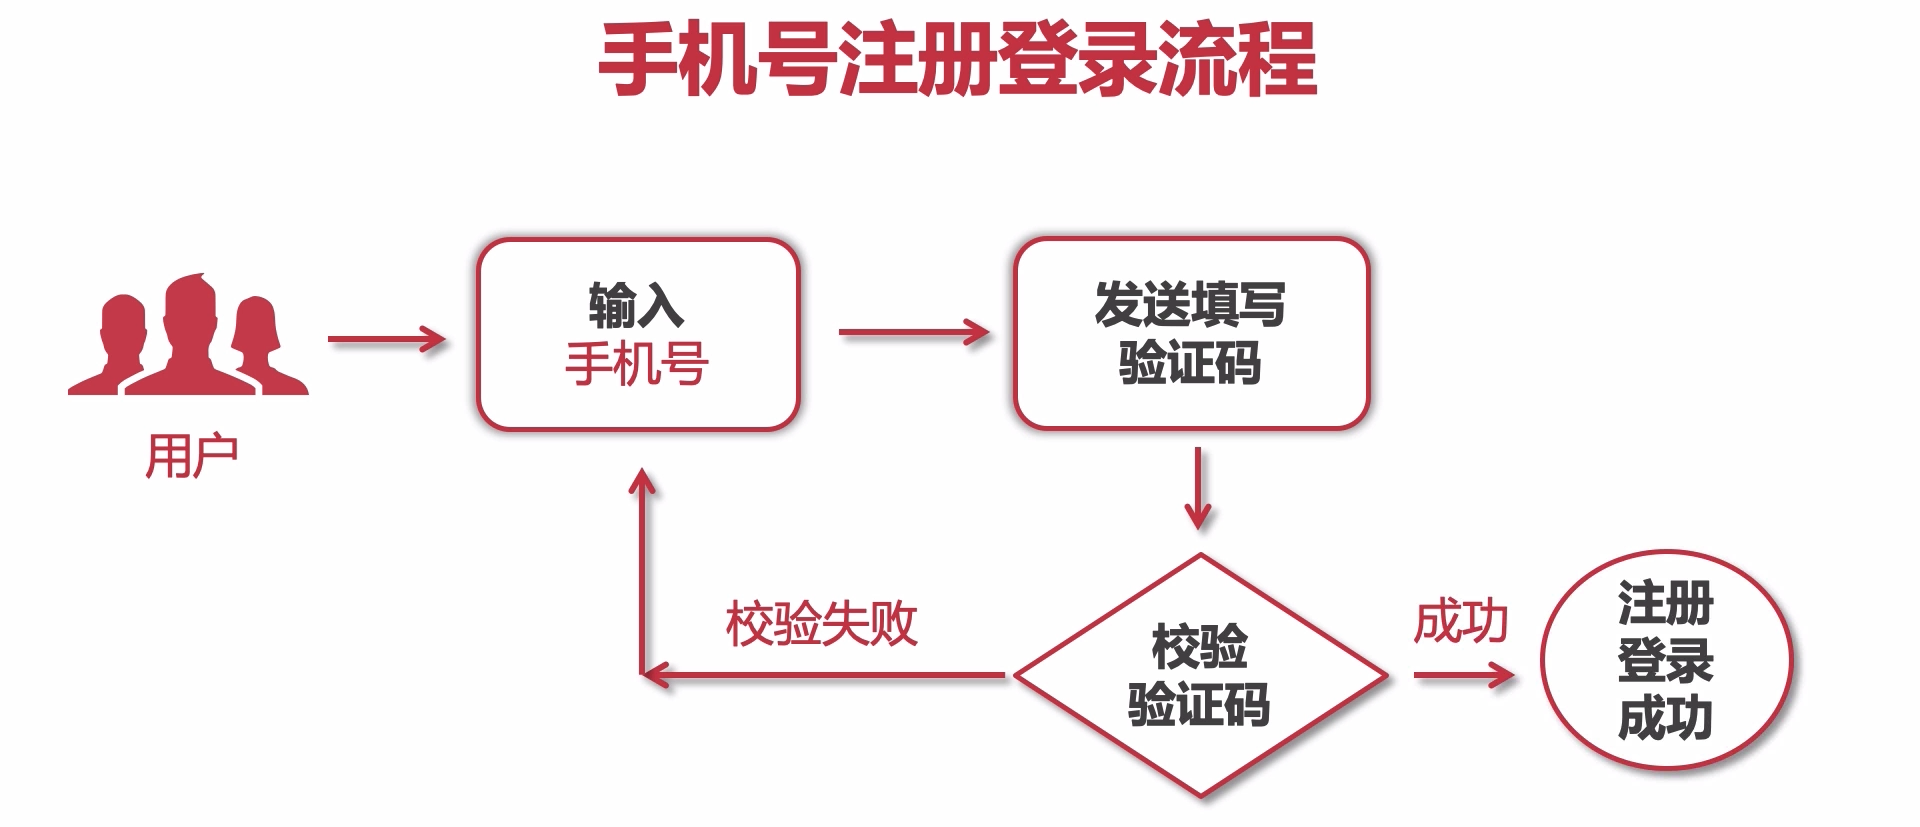 手机号注册登录流程
输入
手机号
发送填写
验证码
用户
校验失败
校验
验证码
成功
注册
登录
成功